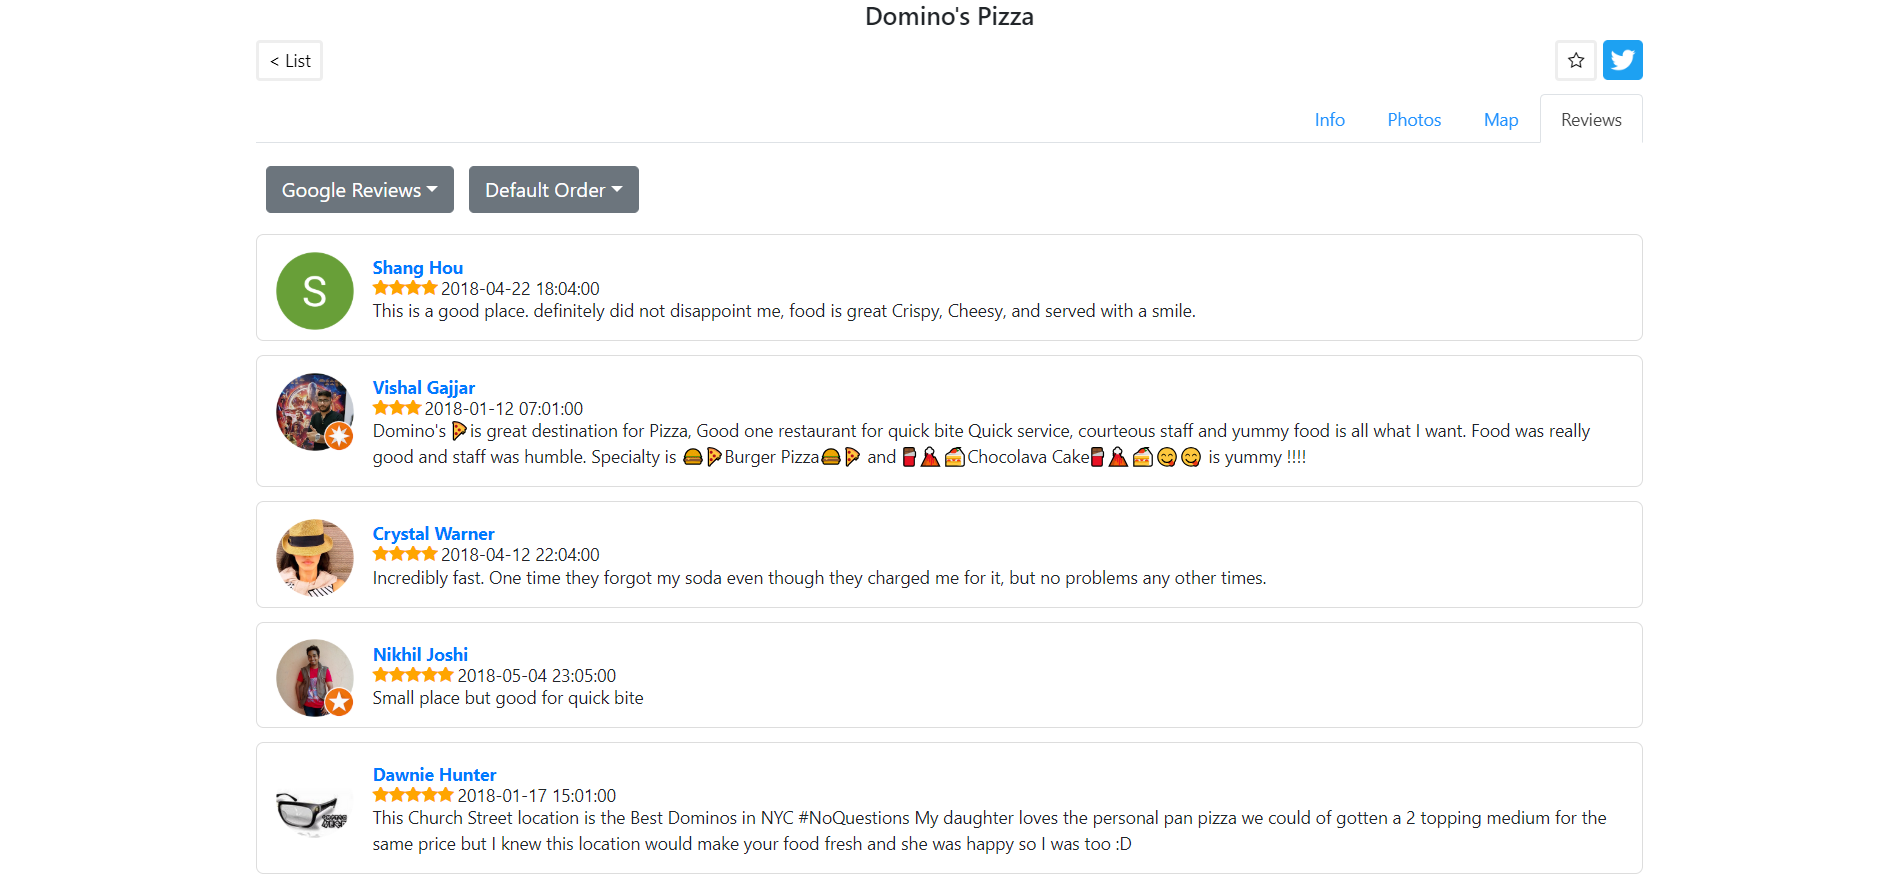 Domino's Pizza
< List
Info Photos Map Reviews
Google Reviews Default Order
S
Shang Hou
2018-04-22 18:04:00
This is a good place. definitely did not disappoint me, food is great Crispy, Cheesy, and served with a smile.
Vishal Gajjar
2018-01-12 07:01:00
Domino's 🍕is great destination for Pizza, Good one restaurant for quick bite Quick service, courteous staff and yummy food is all what I want. Food was really
good and staff was humble. Specialty is 🍔🍕Burger Pizza🍔🍕 and 🍫🌋🍰Chocolava Cake🍫🌋🍰😋😋 is yummy !!!!
Crystal Warner
2018-04-12 22:04:00
Incredibly fast. One time they forgot my soda even though they charged me for it, but no problems any other times.
Nikhil Joshi
2018-05-04 23:05:00
Small place but good for quick bite
Dawnie Hunter
2018-01-17 15:01:00
This Church Street location is the Best Dominos in NYC #NoQuestions My daughter loves the personal pan pizza we could of gotten a 2 topping medium for the
same price but I knew this location would make your food fresh and she was happy so I was too :D